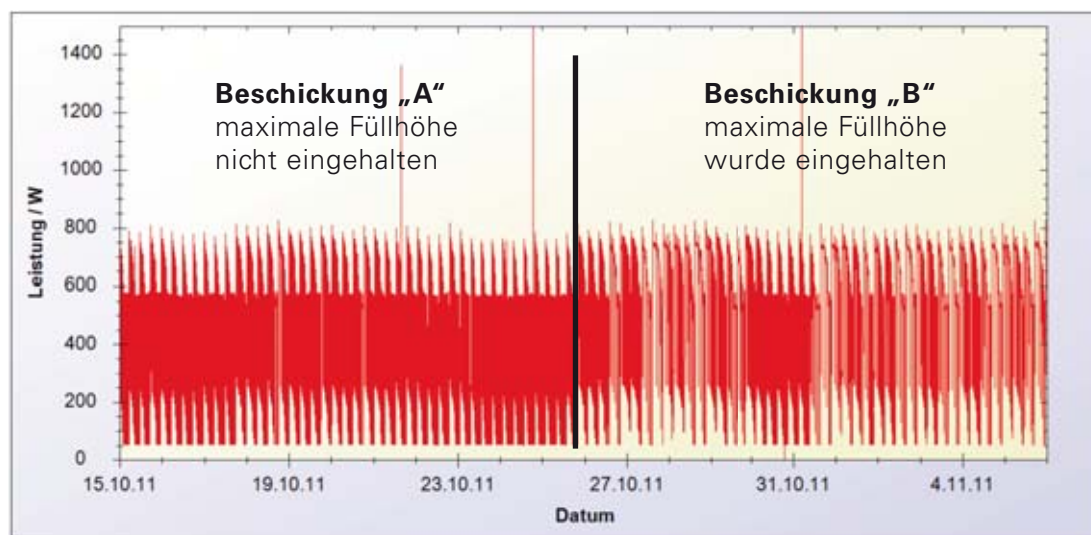 1400
1200
1000
800
600
400
200
0
Leistung / W
Beschickung „A“
maximale Füllhöhe
nicht eingehalten
Beschickung „B“
maximale Füllhöhe
wurde eingehalten
15.10.11 19.10.11 23.10.11 27.10.11 31.10.11 4.11.11
Datum